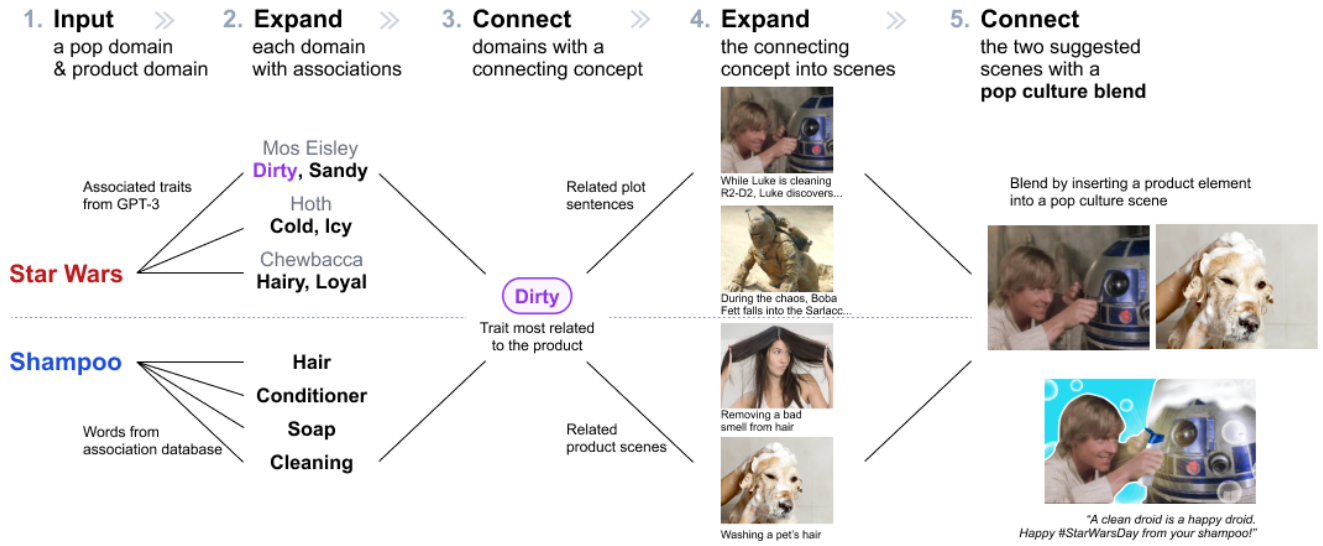 1. Input
a pop domain
& product domain
2. Expand
each domain
with associations
3. Connect
domains with a
connecting concept
4. Expand
the connecting
concept into scenes
5. Connect
the two suggested
scenes with a
pop culture blend
Associated traits
from GPT-3
Star Wars
Mos Eisley
Dirty, Sandy
Hoth
Cold, Icy
Chewbacca
Hairy, Loyal
Shampoo
Words from
association database
Hair
Conditioner
Soap
Cleaning
Dirty
Trait most related
to the product
Related plot
sentences
Related
product scenes
While Luke is cleaning
R2-D2, Luke discovers...
During the chaos, Boba
Fett falls into the Sarlacc...
Removing a bad
smell from hair
Washing a pet's hair
Blend by inserting a product element
into a pop culture scene
"A clean droid is a happy droid.
Happy #StarWarsDay from your shampoo!"